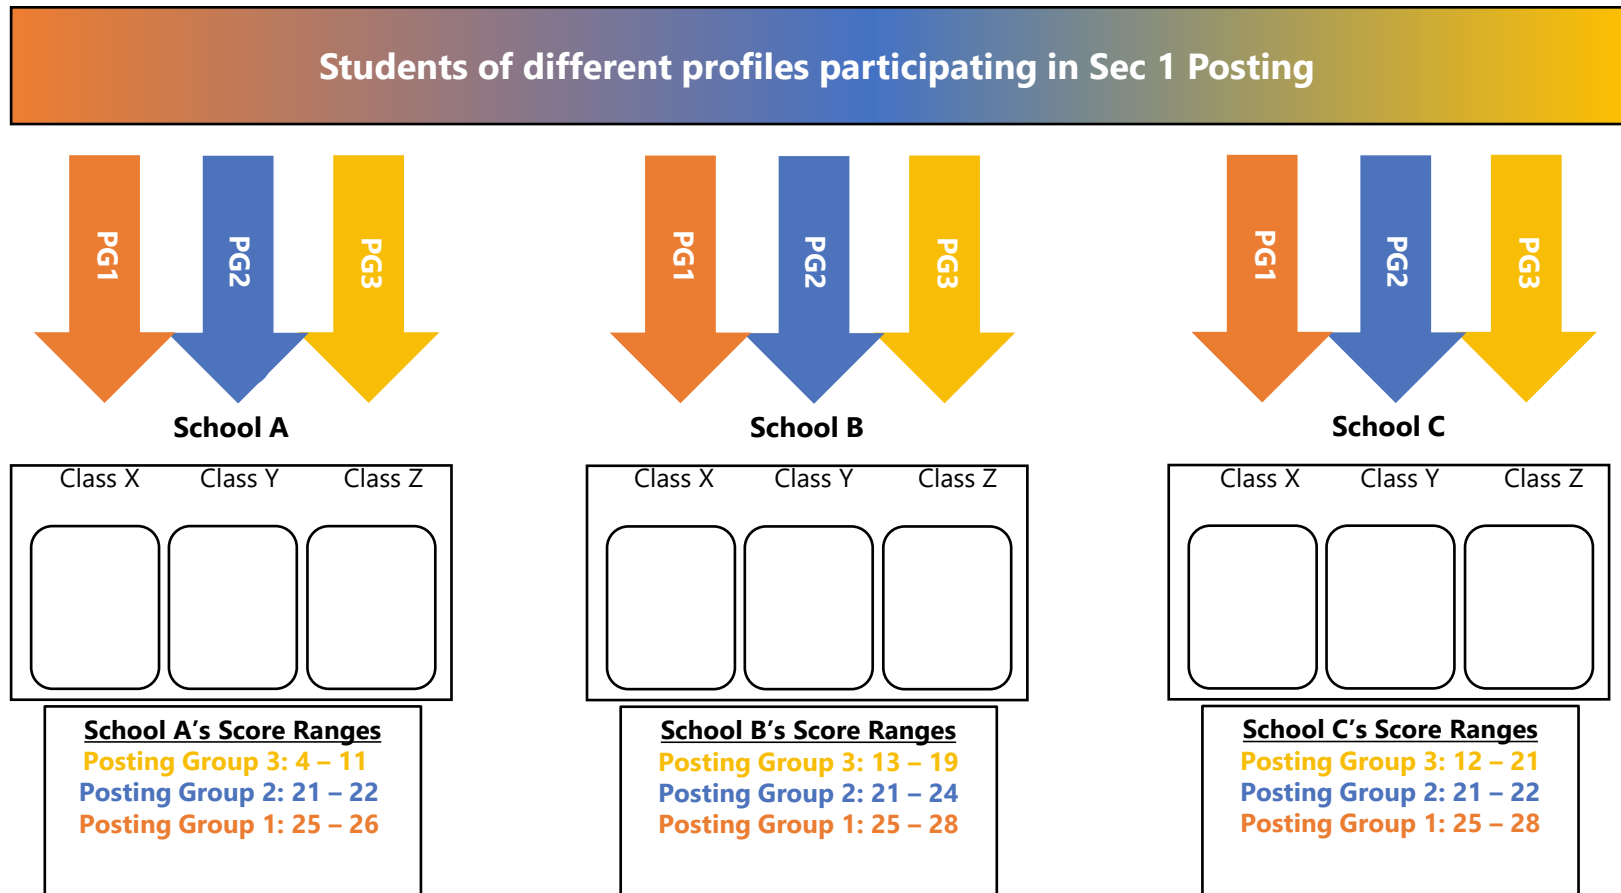 Students of different profiles participating in Sec 1 Posting
PG1
PG2
PG3
PG1
PG2
PG3
PG1
PG2
PG3
School A
School B
School C
Class X
Class Y
Class Z
Class X
Class Y
Class Z
Class X
Class Y
Class Z
School A’s Score Ranges
Posting Group 3: 4 – 11
Posting Group 2: 21 – 22
Posting Group 1: 25 – 26
School B’s Score Ranges
Posting Group 3: 13 – 19
Posting Group 2: 21 – 24
Posting Group 1: 25 – 28
School C’s Score Ranges
Posting Group 3: 12 – 21
Posting Group 2: 21 – 22
Posting Group 1: 25 – 28